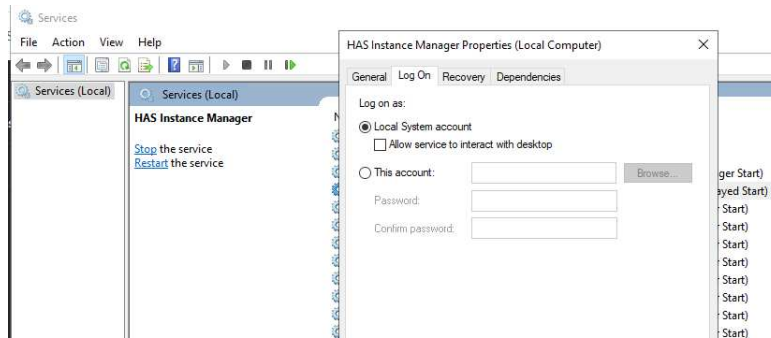 Services
File Action View Help
Services (Local)
Services (Local)
HAS Instance Manager
Stop the service
Restart the service
N
HAS Instance Manager Properties (Local Computer)
General Log On Recovery Dependencies
Log on as:
Local System account
Allow service to interact with desktop
This account:
Browse...
Password:
Confirm password:
ger Start)
ayed Start)
Start)
Start)
Start)
Start)
Start)
Start)
Start)
Start)